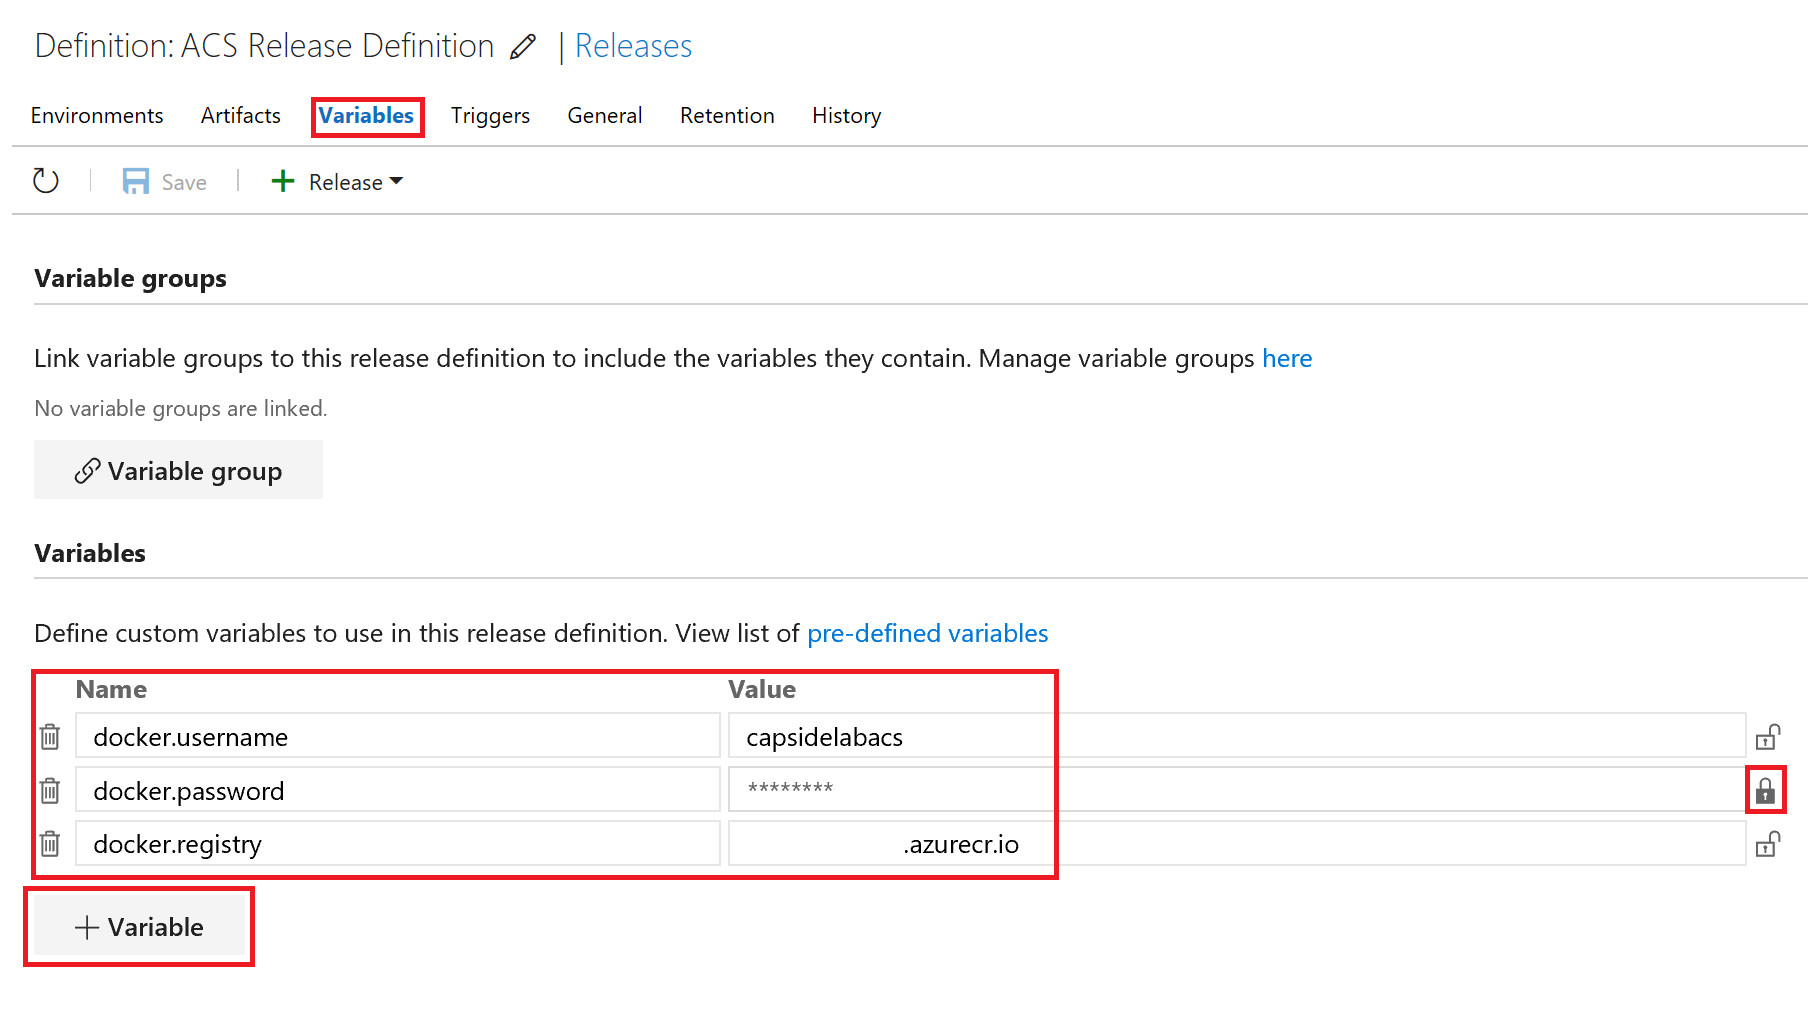 Definition: ACS Release Definition | Releases
Environments Artifacts Variables Triggers General Retention History
Save Release
Variable groups
Link variable groups to this release definition to include the variables they contain. Manage variable groups here
No variable groups are linked.
Variable group
Variables
Define custom variables to use in this release definition. View list of pre-defined variables
Name Value
docker.username capsidelabacs
docker.password ********
docker.registry .azurecr.io
+ Variable